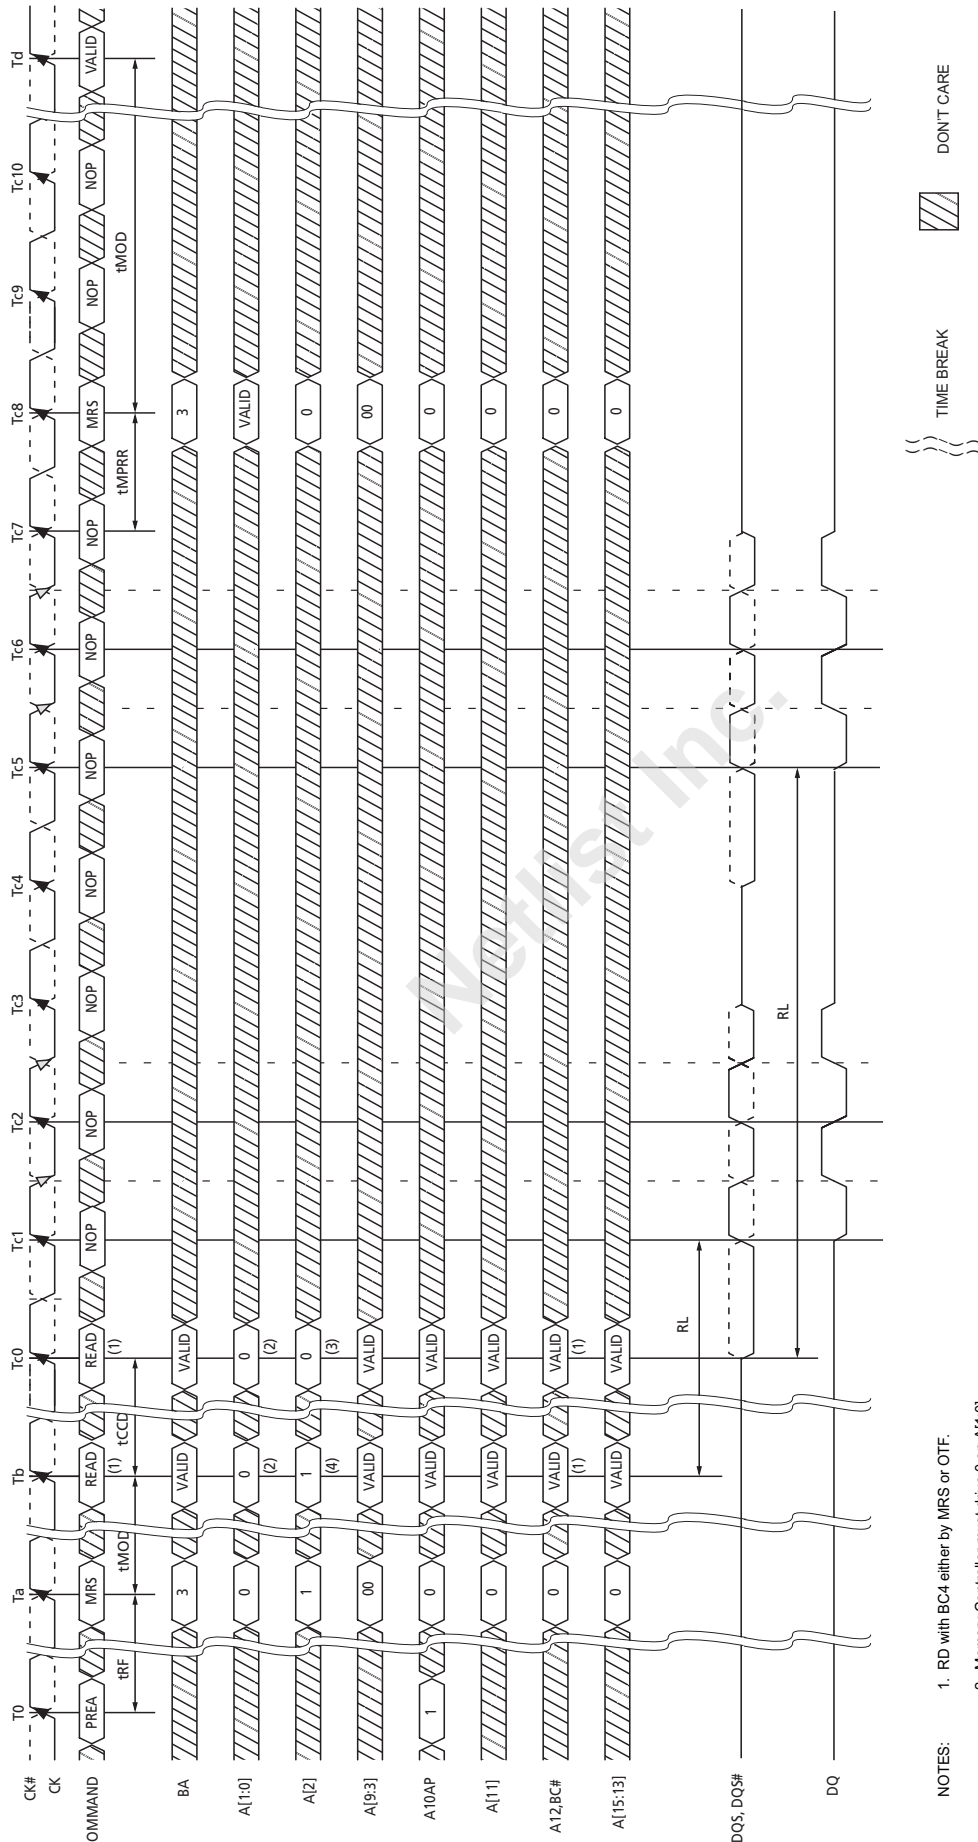 T0 Ta Tb Tc0 Tc1 Tc2 Tc3 Tc4 Tc5 Tc6 Tc7 Tc8 Tc9 Tc10 Td
CK#
CK
OMMAND PREA MRS READ READ NOP NOP NOP NOP NOP NOP NOP MRS NOP NOP VALID
(1) (1)
tRF tMOD tCCD tMPRR tMOD
BA 3 VALID VALID 3
A[1:0] 0 0 0 VALID
(2) (2)
A[2] 1 1 0 0
(4) (3)
A[9:3] 00 VALID VALID 00
A10AP 1 0 VALID VALID 0
A[11] 0 VALID VALID 0
A12,BC# 0 VALID VALID 0
(1) (1)
A[15:13] 0 VALID VALID 0
RL
DQS, DQS#
RL
DQ
NOTES: 1. RD with BC4 either by MRS or OTF.
TIME BREAK
DON'T CARE
Netlist Inc.